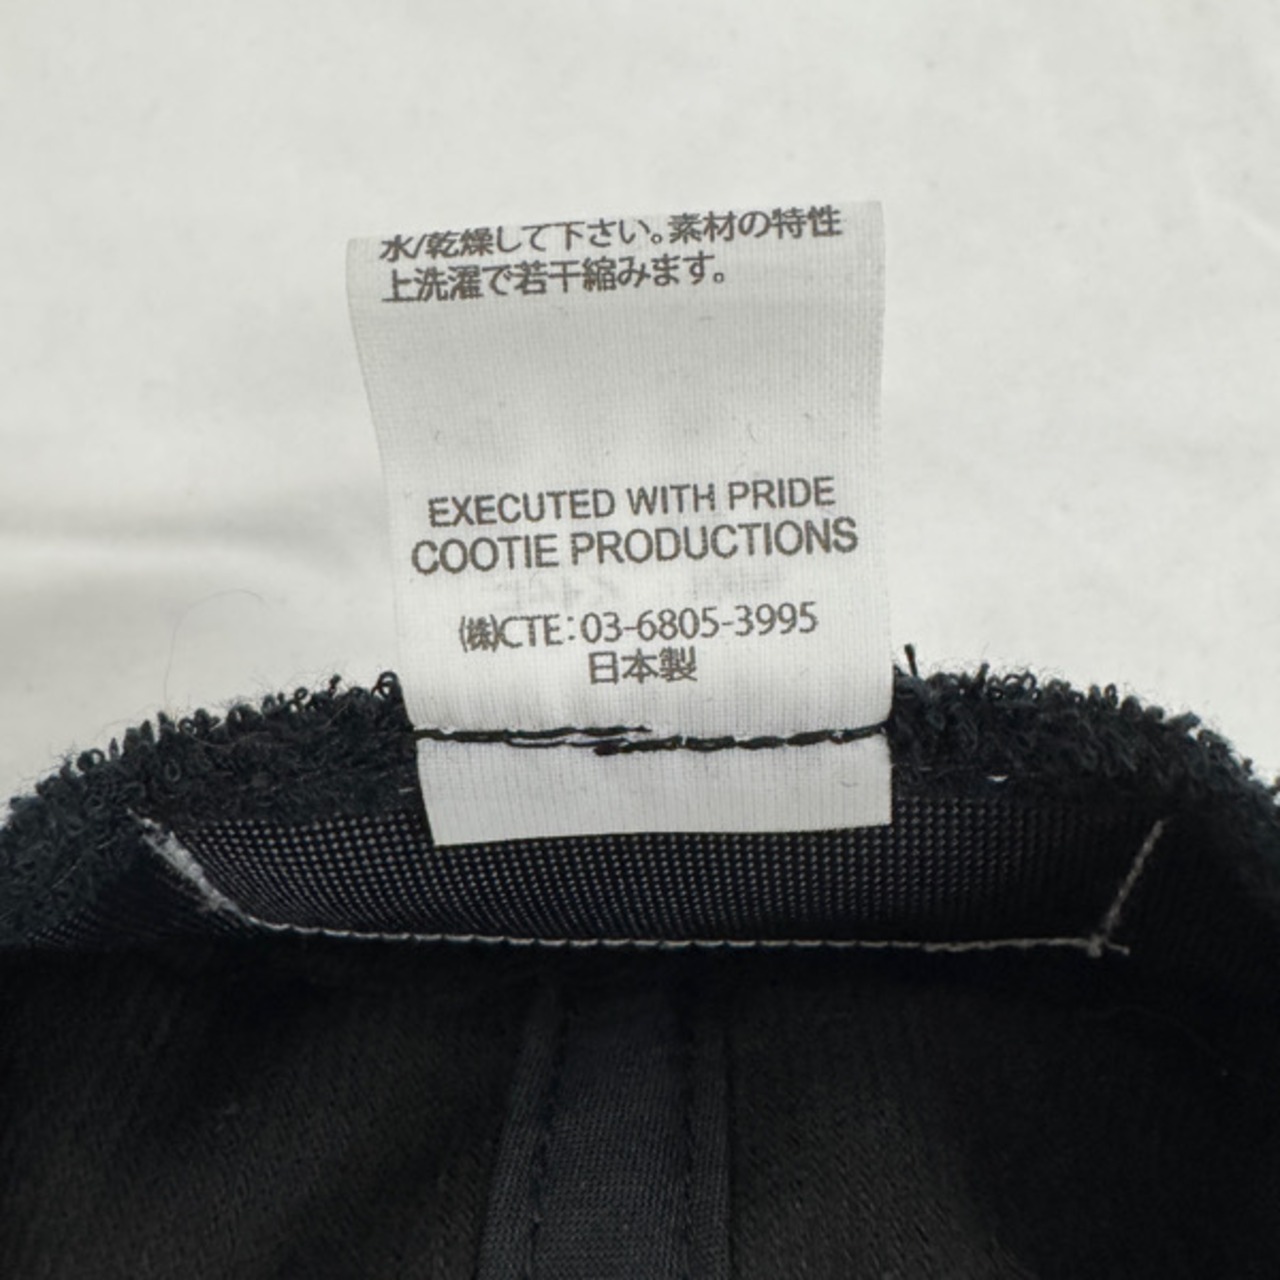 水/乾燥して下さい。素材の特性
上洗濯で若干縮みます。
EXECUTED WITH PRIDE
COOTIE PRODUCTIONS
㈱CTE:03-6805-3995
日本製